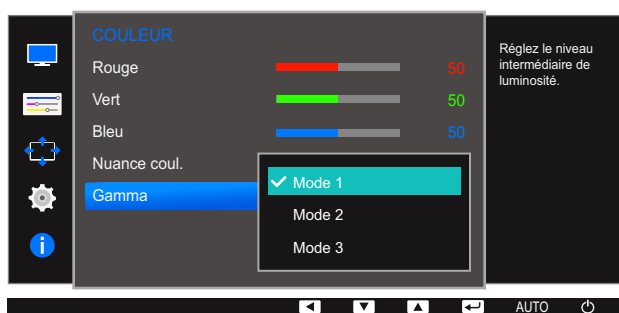 COULEUR
Rouge 50
Vert 50
Bleu 50
Nuance coul.
Gamma
Mode 1
Mode 2
Mode 3
Réglez le niveau
intermédiaire de
luminosité.
AUTO